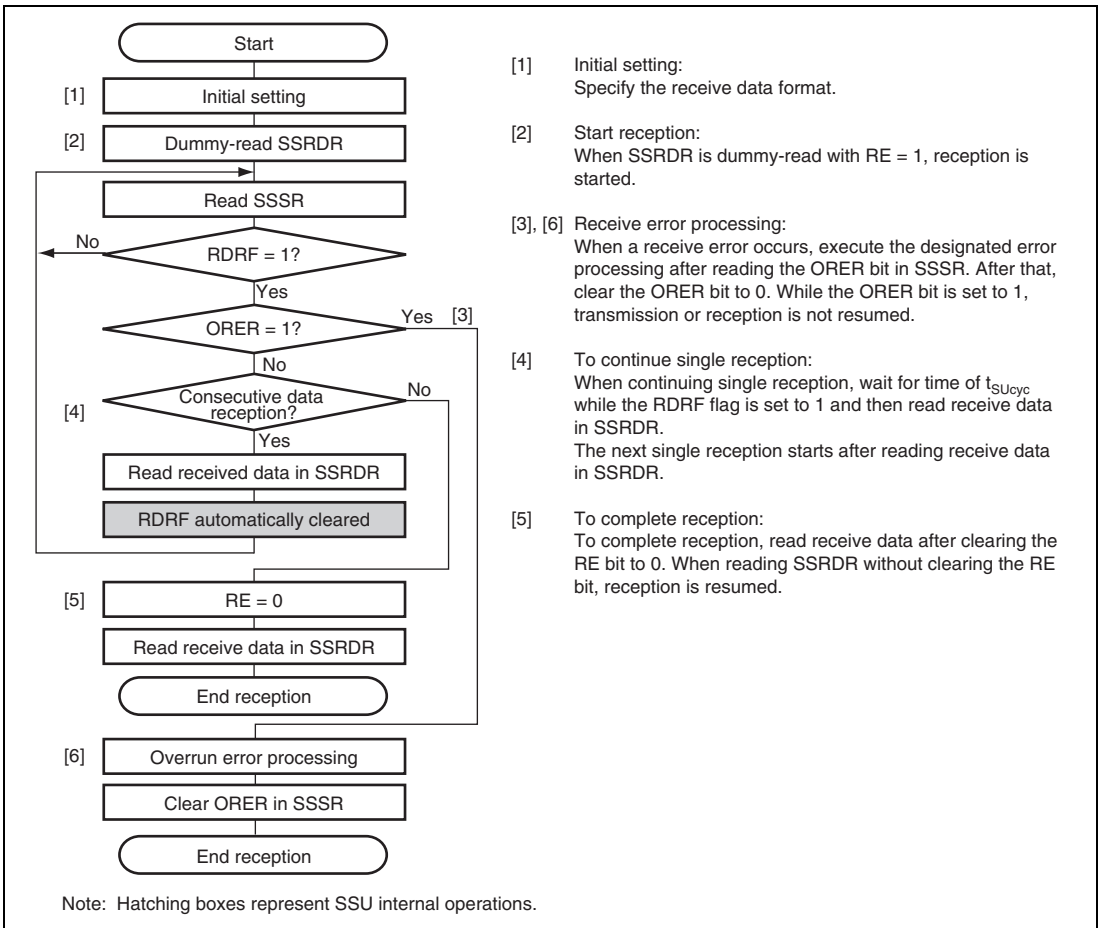 Start
[1] Initial setting
[2] Dummy-read SSRDR
Read SSSR
No
RDRF = 1?
Yes
ORER = 1?
Yes [3]
No
Consecutive data
reception?
No
[4]
Yes
Read received data in SSRDR
RDRF automatically cleared
[5] RE = 0
Read receive data in SSRDR
End reception
[6] Overrun error processing
Clear ORER in SSSR
End reception
[1] Initial setting:
Specify the receive data format.
[2] Start reception:
When SSRDR is dummy-read with RE = 1, reception is
started.
[3], [6] Receive error processing:
When a receive error occurs, execute the designated error
processing after reading the ORER bit in SSSR. After that,
clear the ORER bit to 0. While the ORER bit is set to 1,
transmission or reception is not resumed.
[4] To continue single reception:
When continuing single reception, wait for time of tSUcyc
while the RDRF flag is set to 1 and then read receive data
in SSRDR.
The next single reception starts after reading receive data
in SSRDR.
[5] To complete reception:
To complete reception, read receive data after clearing the
RE bit to 0. When reading SSRDR without clearing the RE
bit, reception is resumed.
Note: Hatching boxes represent SSU internal operations.